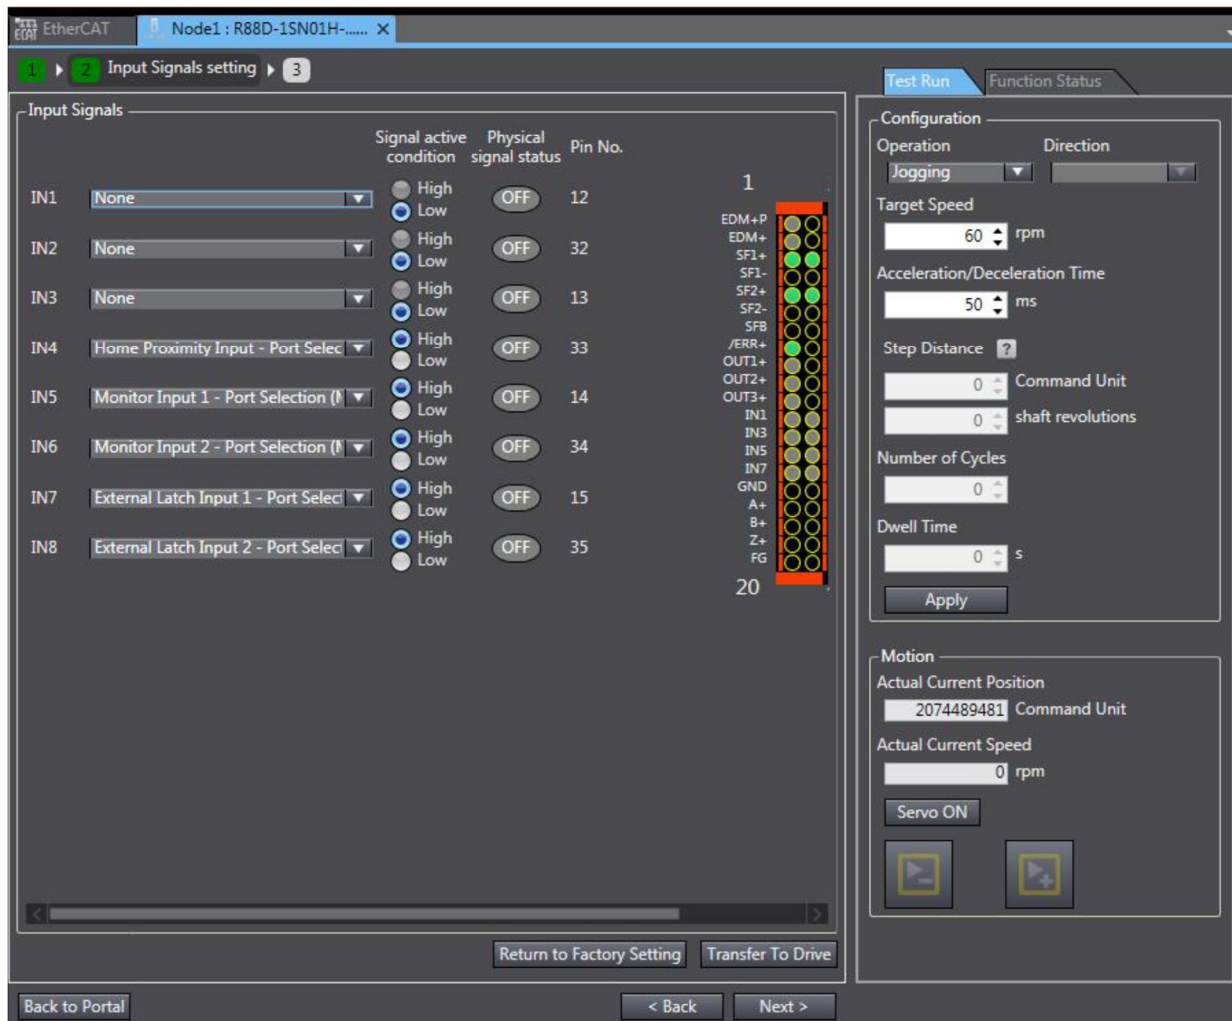 ECAT EtherCAT
Node1 : R88D-1SN01H-...... X
1 2 Input Signals setting 3
Input Signals
Signal active condition
Physical signal status
Pin No.
IN1 None High Low OFF 12
IN2 None High Low OFF 32
IN3 None High Low OFF 13
IN4 Home Proximity Input - Port Selec High Low OFF 33
IN5 Monitor Input 1 - Port Selection (M High Low OFF 14
IN6 Monitor Input 2 - Port Selection (M High Low OFF 34
IN7 External Latch Input 1 - Port Select High Low OFF 15
IN8 External Latch Input 2 - Port Select High Low OFF 35
1
EDM+P
EDM+
SF1+
SF1-
SF2+
SF2-
SFB
/ERR+
OUT1+
OUT2+
OUT3+
IN1
IN3
IN5
IN7
GND
A+
B+
Z+
FG
20
Return to Factory Setting
Transfer To Drive
Back to Portal
< Back
Next >
Test Run
Function Status
Configuration
Operation Direction
Jogging
Target Speed
60 rpm
Acceleration/Deceleration Time
50 ms
Step Distance ?
0 Command Unit
0 shaft revolutions
Number of Cycles
0
Dwell Time
0 s
Apply
Motion
Actual Current Position
2074489481 Command Unit
Actual Current Speed
0 rpm
Servo ON